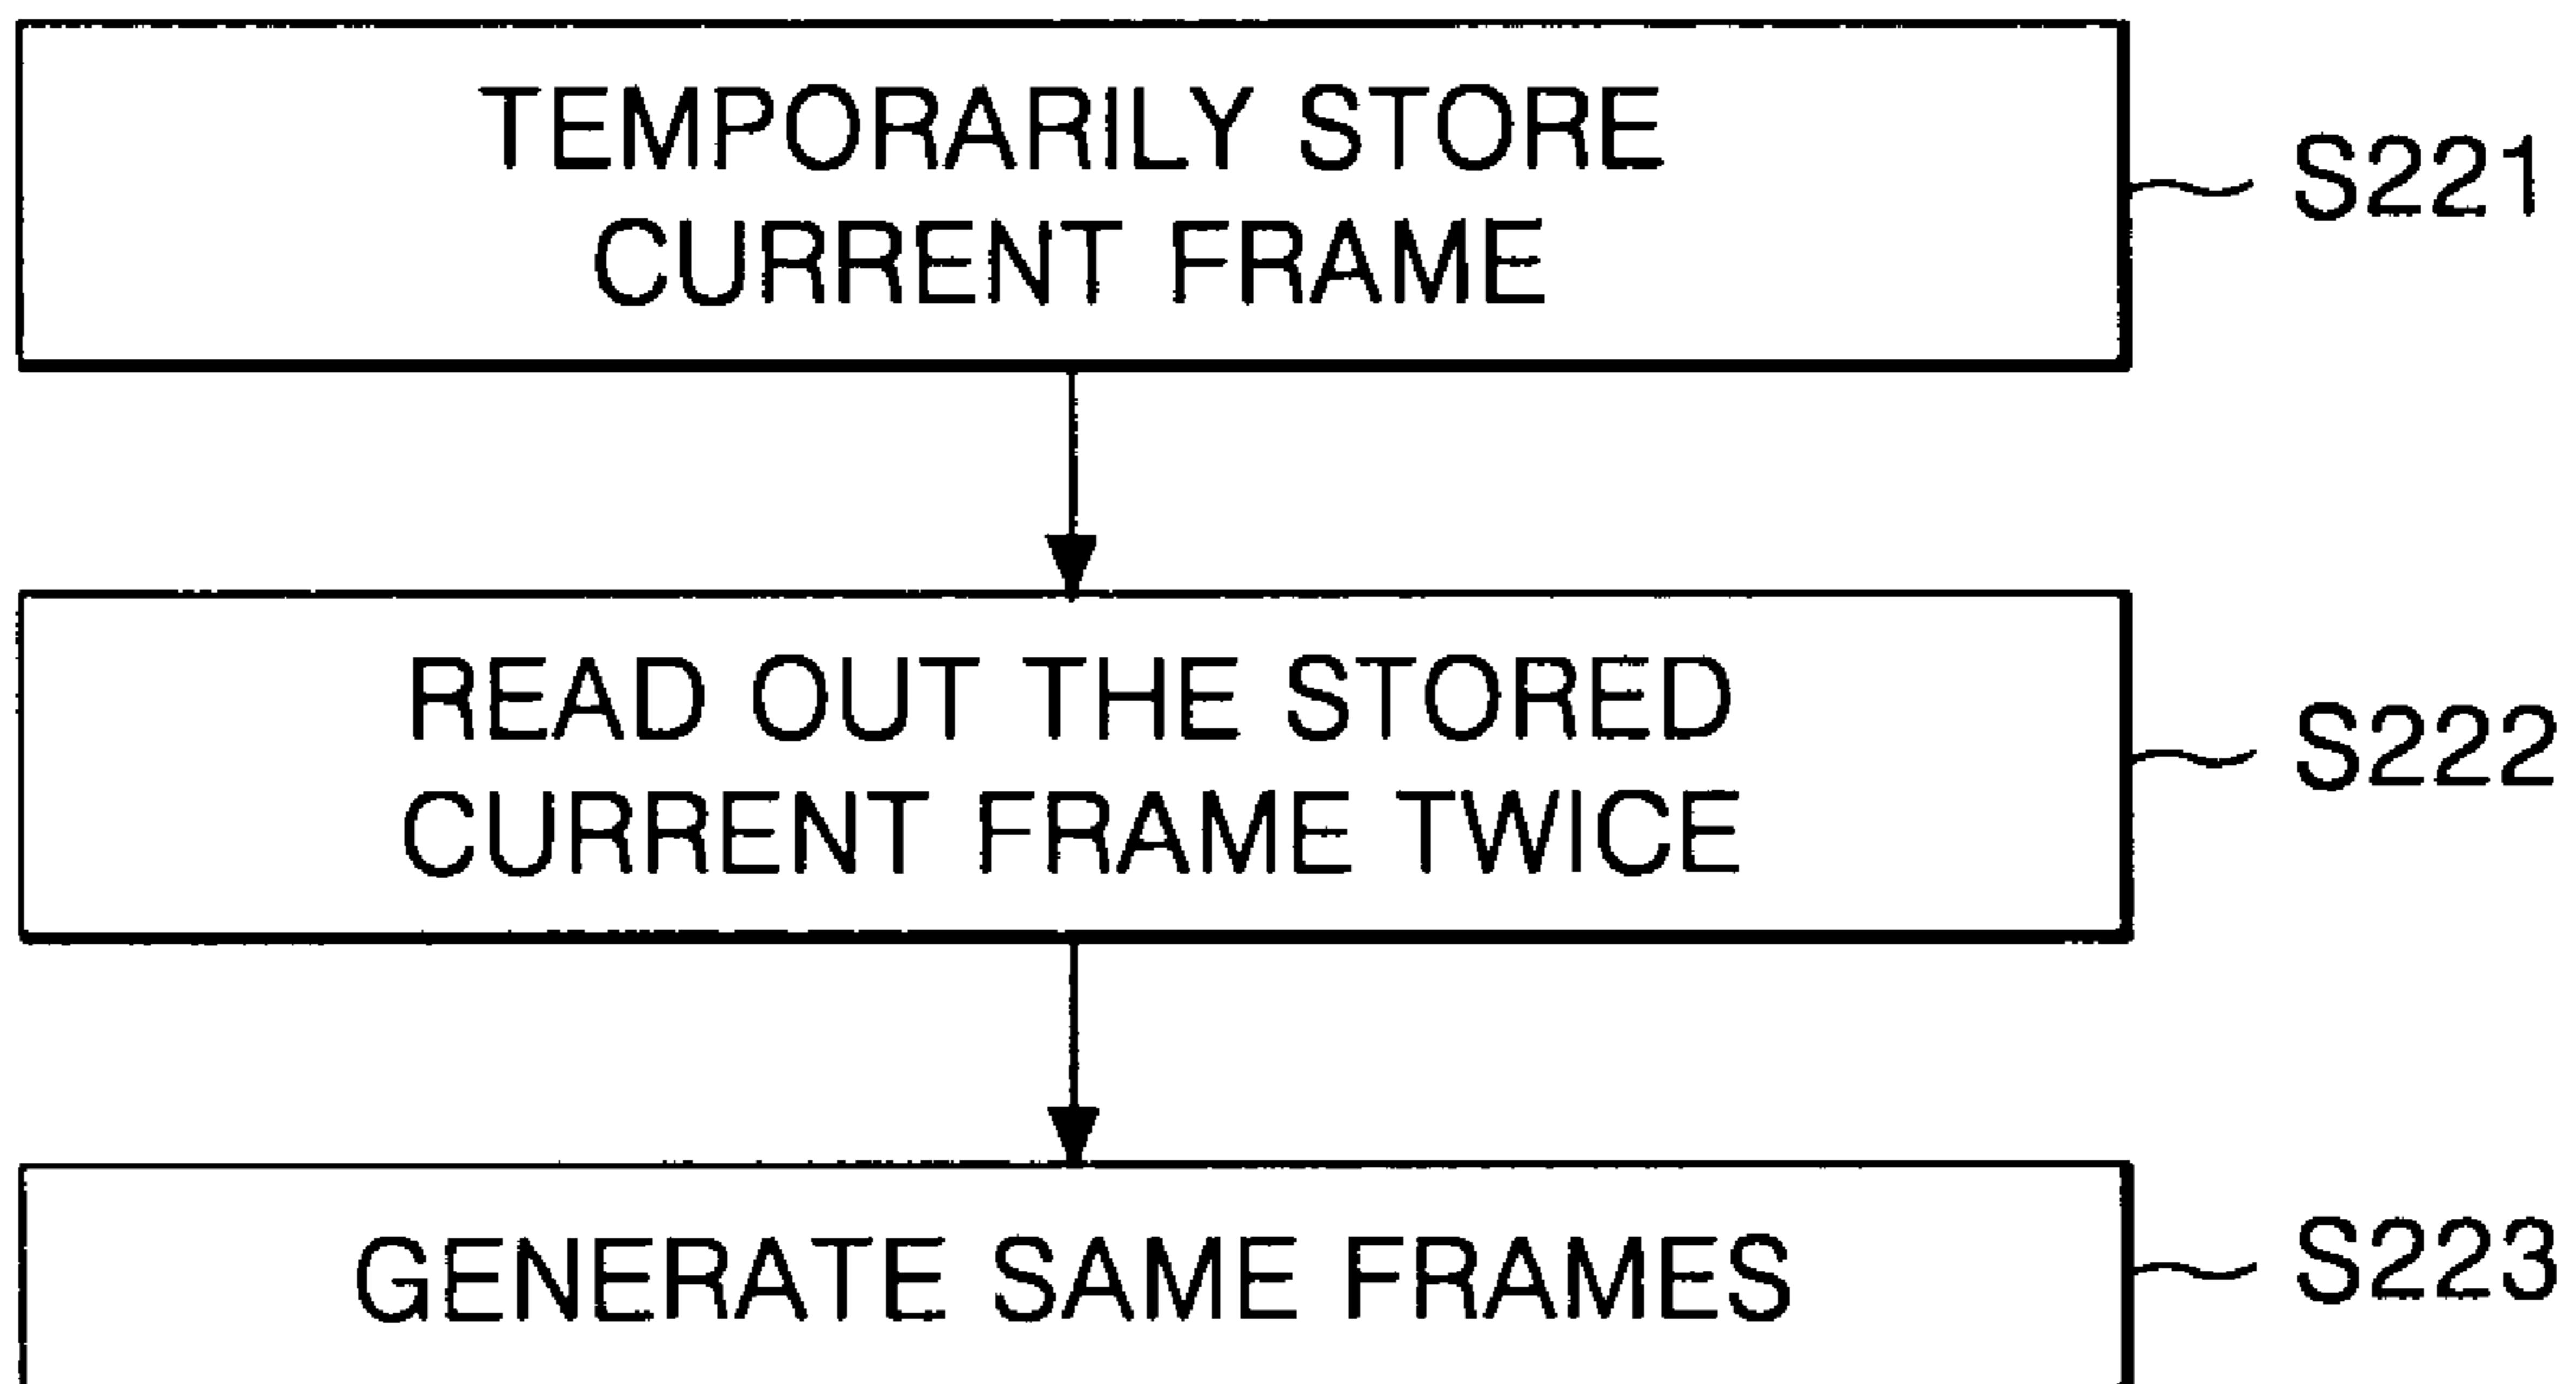 TEMPORARILY STORE
CURRENT FRAME
S221
READ OUT THE STORED
CURRENT FRAME TWICE
S222
GENERATE SAME FRAMES
S223